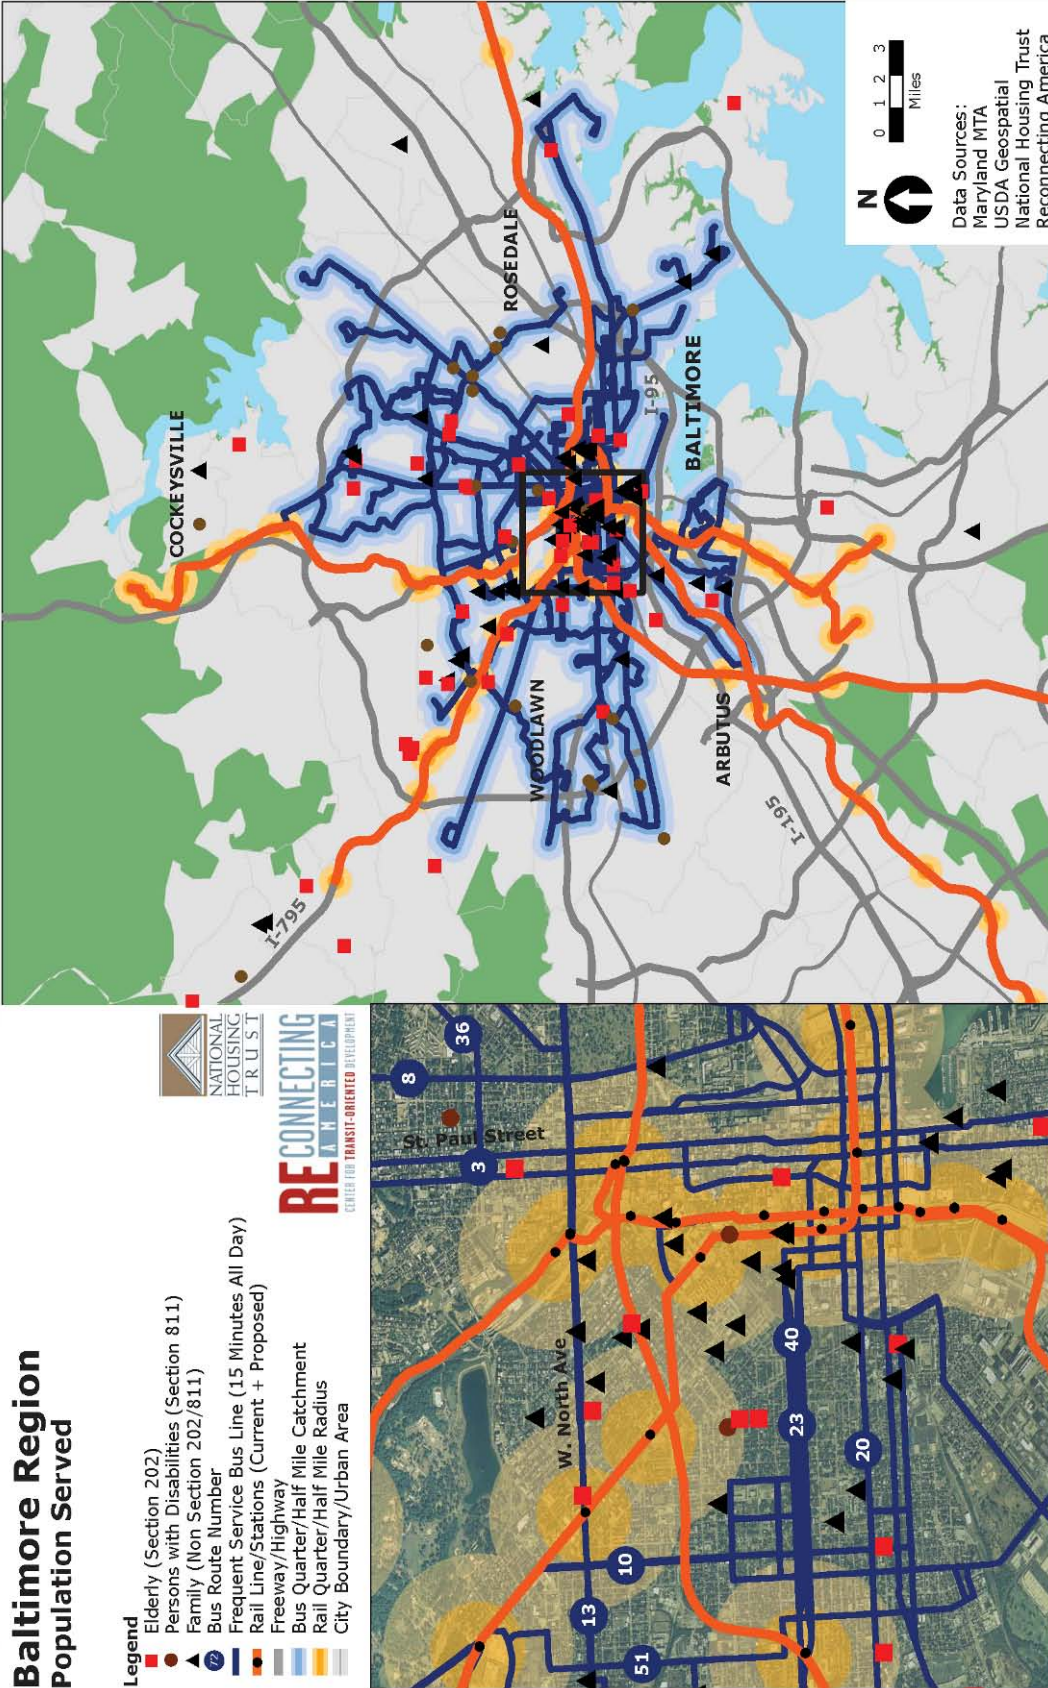 Baltimore Region
Population Served
Legend
Elderly (Section 202)
Persons with Disabilities (Section 811)
Family (Non Section 202/811)
72
Bus Route Number
Frequent Service Bus Line (15 Minutes All Day)
Rail Line/Stations (Current + Proposed)
Freeway/Highway
Bus Quarter/Half Mile Catchment
Rail Quarter/Half Mile Radius
City Boundary/Urban Area
NATIONAL
HOUSING
TRUST
RECONNECTING
AMERICA
CENTER FOR TRANSIT-ORIENTED DEVELOPMENT
COCKEYSVILLE
ROSEDALE
I-795
WOODLAWN
I-95
BALTIMORE
ARBUTUS
I-195
N
0 1 2 3
Miles
Data Sources:
Maryland MTA
USDA Geospatial
National Housing Trust
Reconnecting America
8
36
St. Paul Street
3
W. North Ave
13
10
51
40
23
20